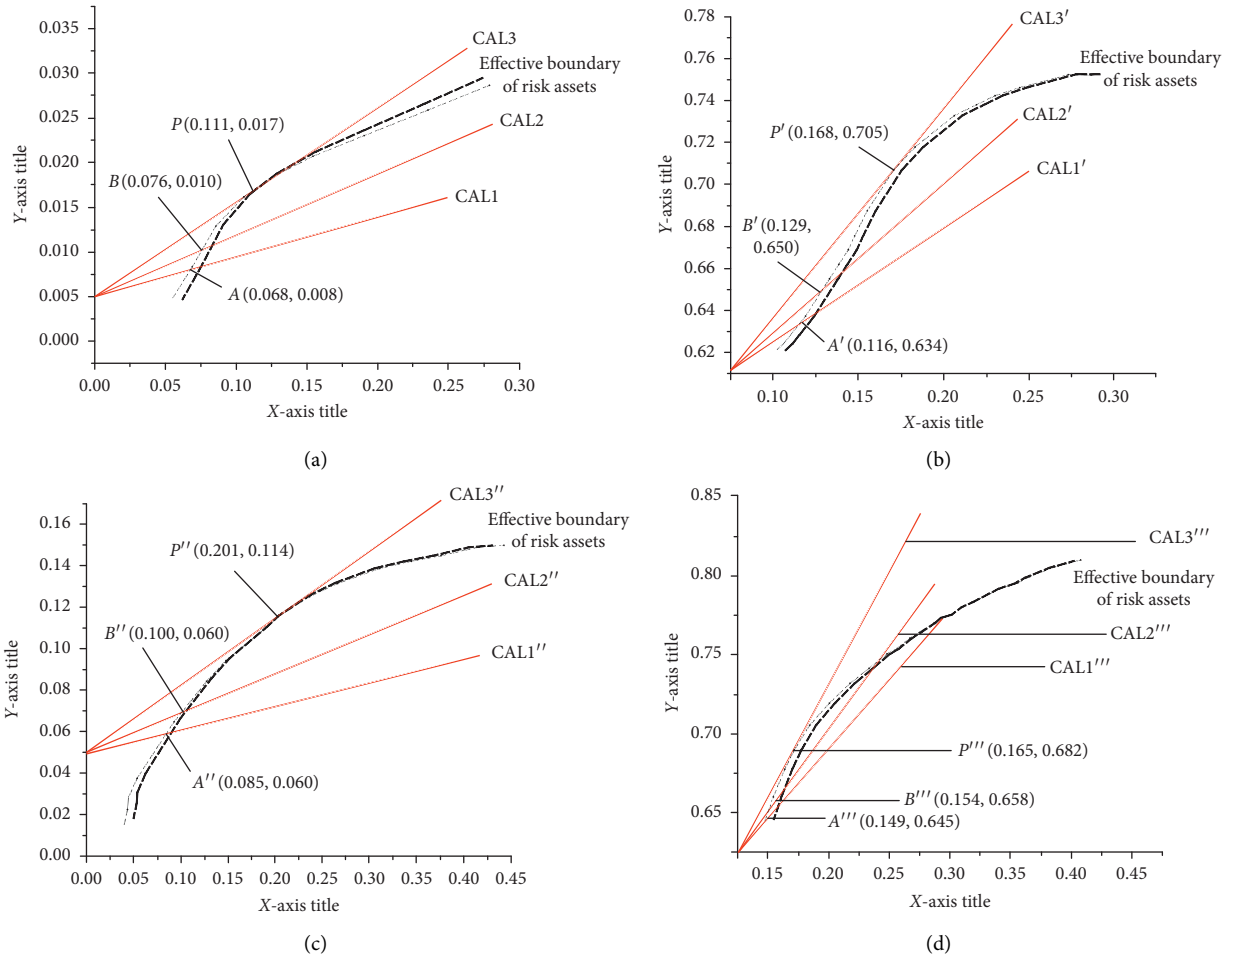 0.035
0.030
0.025
0.020
0.015
0.010
0.005
0.000
Y-axis title
CAL3
Effective boundary
of risk assets
P (0.111, 0.017)
CAL2
B (0.076, 0.010)
CAL1
A (0.068, 0.008)
0.00 0.05 0.10 0.15 0.20 0.25 0.30
X-axis title
(a)
0.78
0.76
0.74
0.72
0.70
0.68
0.66
0.64
0.62
Y-axis title
CAL3′
Effective boundary
of risk assets
P′ (0.168, 0.705)
CAL2′
CAL1′
B′ (0.129,
0.650)
A′ (0.116, 0.634)
0.10 0.15 0.20 0.25 0.30
X-axis title
(b)
0.16
0.14
0.12
0.10
0.08
0.06
0.04
0.02
0.00
Y-axis title
CAL3′′
Effective boundary
of risk assets
P′′ (0.201, 0.114)
CAL2′′
B′′ (0.100, 0.060)
CAL1′′
A′′ (0.085, 0.060)
0.00 0.05 0.10 0.15 0.20 0.25 0.30 0.35 0.40 0.45
X-axis title
(c)
0.85
0.80
0.75
0.70
0.65
Y-axis title
CAL3′′′
Effective boundary
of risk assets
CAL2′′′
CAL1′′′
P′′′ (0.165, 0.682)
B′′′ (0.154, 0.658)
A′′′ (0.149, 0.645)
0.15 0.20 0.25 0.30 0.35 0.40 0.45
X-axis title
(d)